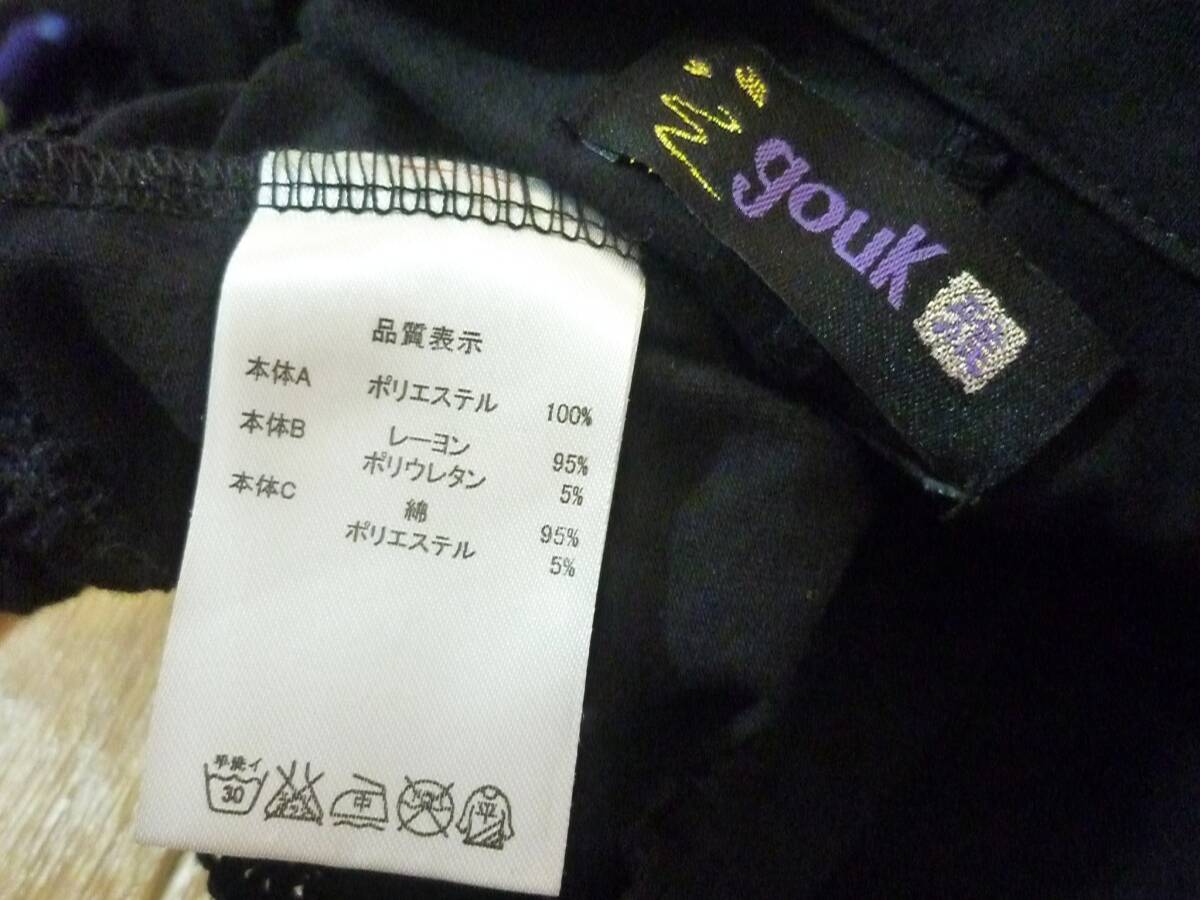 gouk
品質表示
本体A ポリエステル 100%
本体B レーヨン 95%
ポリウレタン 5%
本体C 綿 95%
ポリエステル 5%
手洗イ
30
中
平